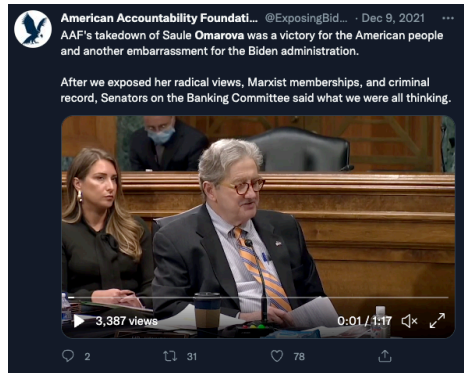 American Accountability Foundati... @ExposingBid... · Dec 9, 2021 ···
AAF's takedown of Saule Omarova was a victory for the American people
and another embarrassment for the Biden administration.
After we exposed her radical views, Marxist memberships, and criminal
record, Senators on the Banking Committee said what we were all thinking.
3,387 views 0:01 / 1:17
2 31 78